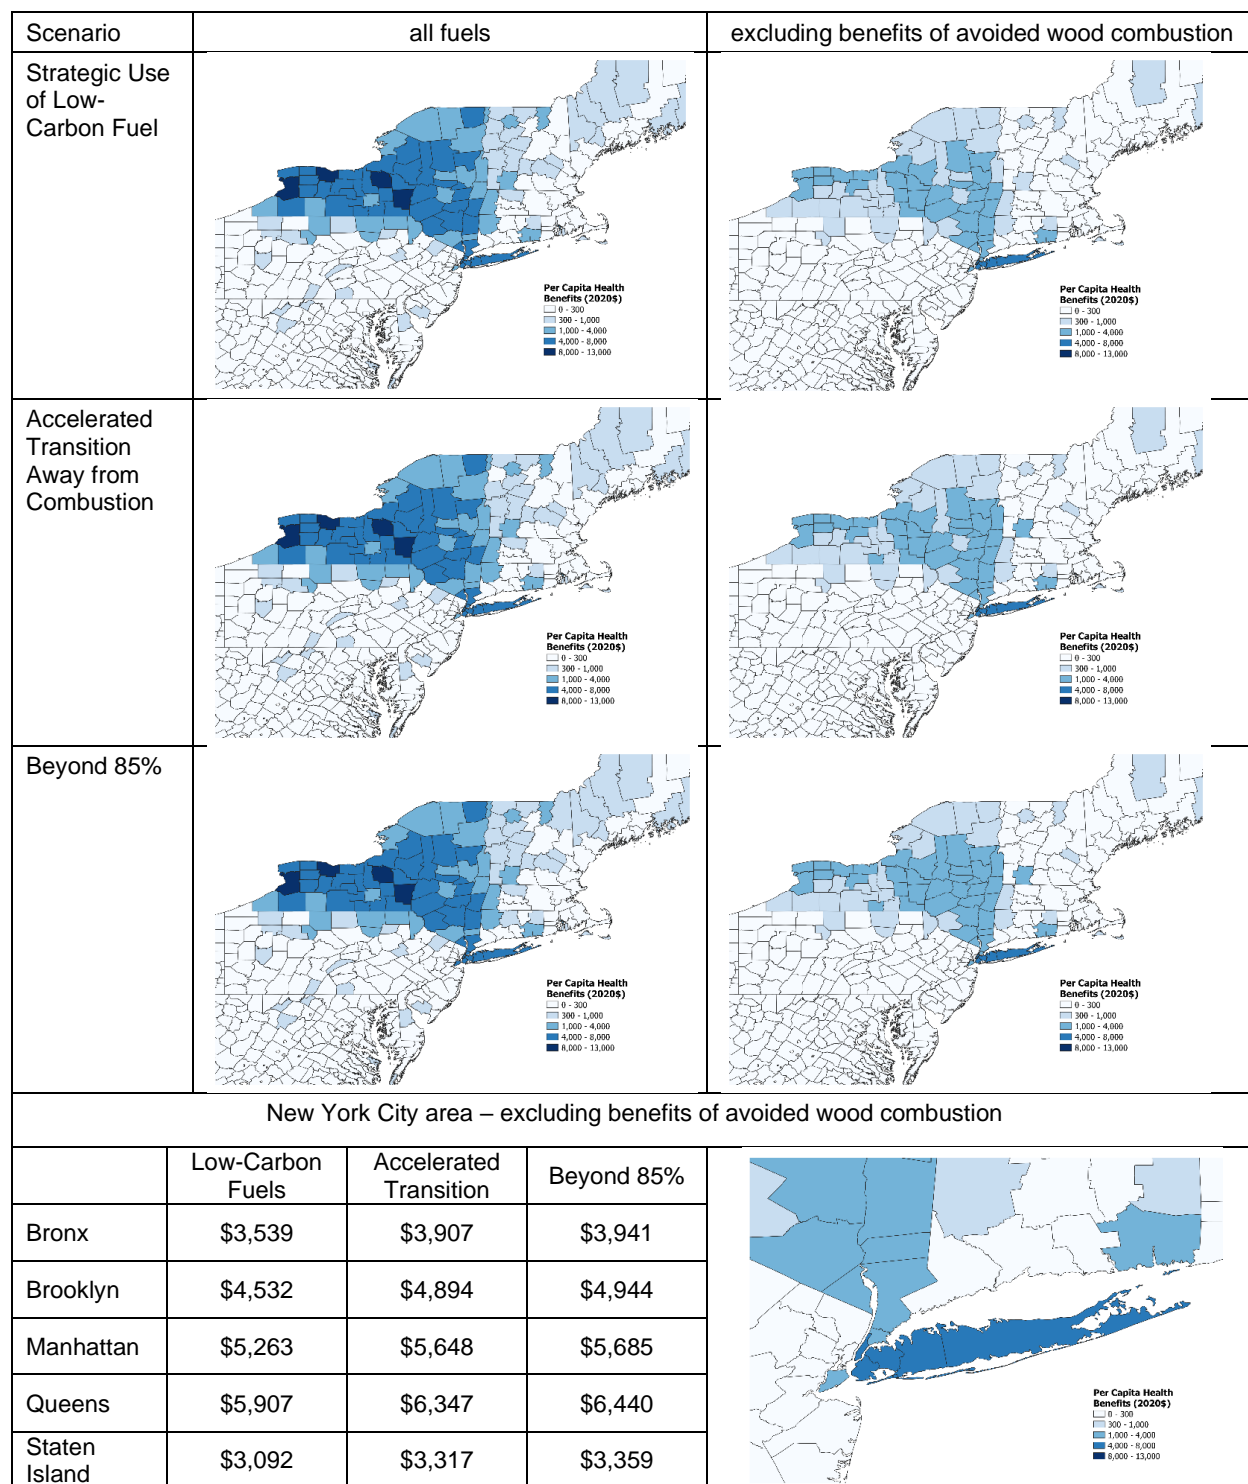 Scenario
all fuels
excluding benefits of avoided wood combustion
Strategic Use
of Low-
Carbon Fuel
Per Capita Health
Benefits (2020$)
0 - 300
300 - 1,000
1,000 - 4,000
4,000 - 8,000
8,000 - 13,000
Per Capita Health
Benefits (2020$)
0 - 300
300 - 1,000
1,000 - 4,000
4,000 - 8,000
8,000 - 13,000
Accelerated
Transition
Away from
Combustion
Per Capita Health
Benefits (2020$)
0 - 300
300 - 1,000
1,000 - 4,000
4,000 - 8,000
8,000 - 13,000
Per Capita Health
Benefits (2020$)
0 - 300
300 - 1,000
1,000 - 4,000
4,000 - 8,000
8,000 - 13,000
Beyond 85%
Per Capita Health
Benefits (2020$)
0 - 300
300 - 1,000
1,000 - 4,000
4,000 - 8,000
8,000 - 13,000
Per Capita Health
Benefits (2020$)
0 - 300
300 - 1,000
1,000 - 4,000
4,000 - 8,000
8,000 - 13,000
New York City area – excluding benefits of avoided wood combustion
Low-Carbon
Fuels
Accelerated
Transition
Beyond 85%
Bronx $3,539 $3,907 $3,941
Brooklyn $4,532 $4,894 $4,944
Manhattan $5,263 $5,648 $5,685
Queens $5,907 $6,347 $6,440
Staten
Island
$3,092 $3,317 $3,359
Per Capita Health
Benefits (2020$)
0 - 300
300 - 1,000
1,000 - 4,000
4,000 - 8,000
8,000 - 13,000